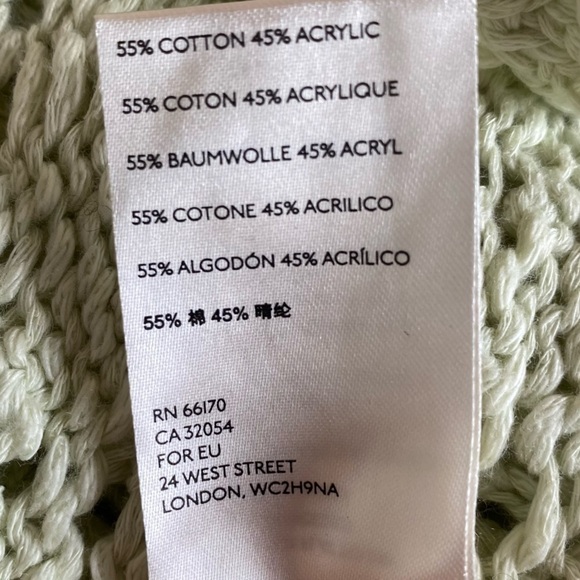 55% COTTON 45% ACRYLIC
55% COTON 45% ACRYLIQUE
55% BAUMWOLLE 45% ACRYL
55% COTONE 45% ACRILICO
55% ALGODÓN 45% ACRÍLICO
55% 棉 45% 晴纶
RN 66170
CA 32054
FOR EU
24 WEST STREET
LONDON, WC2H9NA